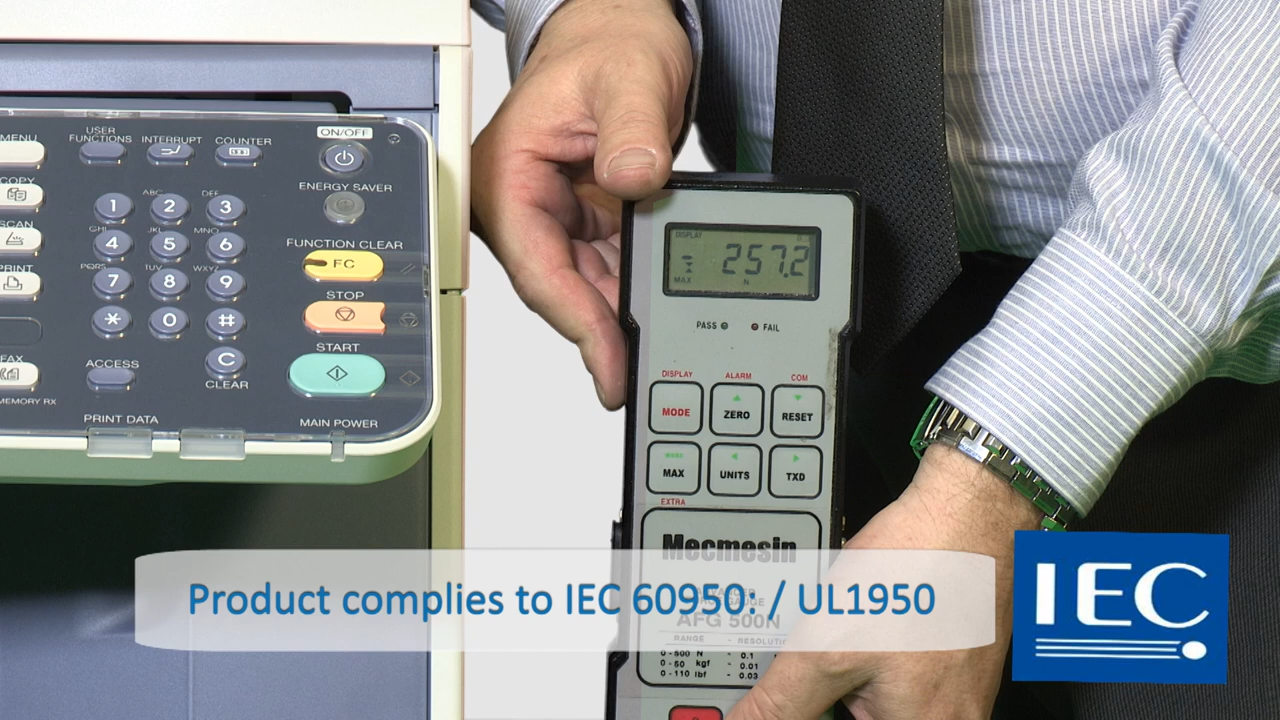 MENU
USER FUNCTIONS
INTERRUPT
COUNTER
ON/OFF
COPY
ENERGY SAVER
ABC
DEF
1
2
3
SCAN
GHI
JKL
MNO
4
5
6
FUNCTION CLEAR
FC
PRINT
PQRS
TUV
WXYZ
7
8
9
STOP
*
0
#
START
FAX
ACCESS
C
CLEAR
MEMORY RX
PRINT DATA
MAIN POWER
DISPLAY
257.2
MAX
N
PASS
FAIL
DISPLAY
ALARM
COM
MODE
ZERO
RESET
MAX
UNITS
TXD
EXTRA
Mecmesin
AFG 500N
RANGE - RESOLUTION
0-500 N - 0.1
0-50 kgf - 0.01
0-110 lbf - 0.03
Product complies to IEC 60950. / UL1950
IEC